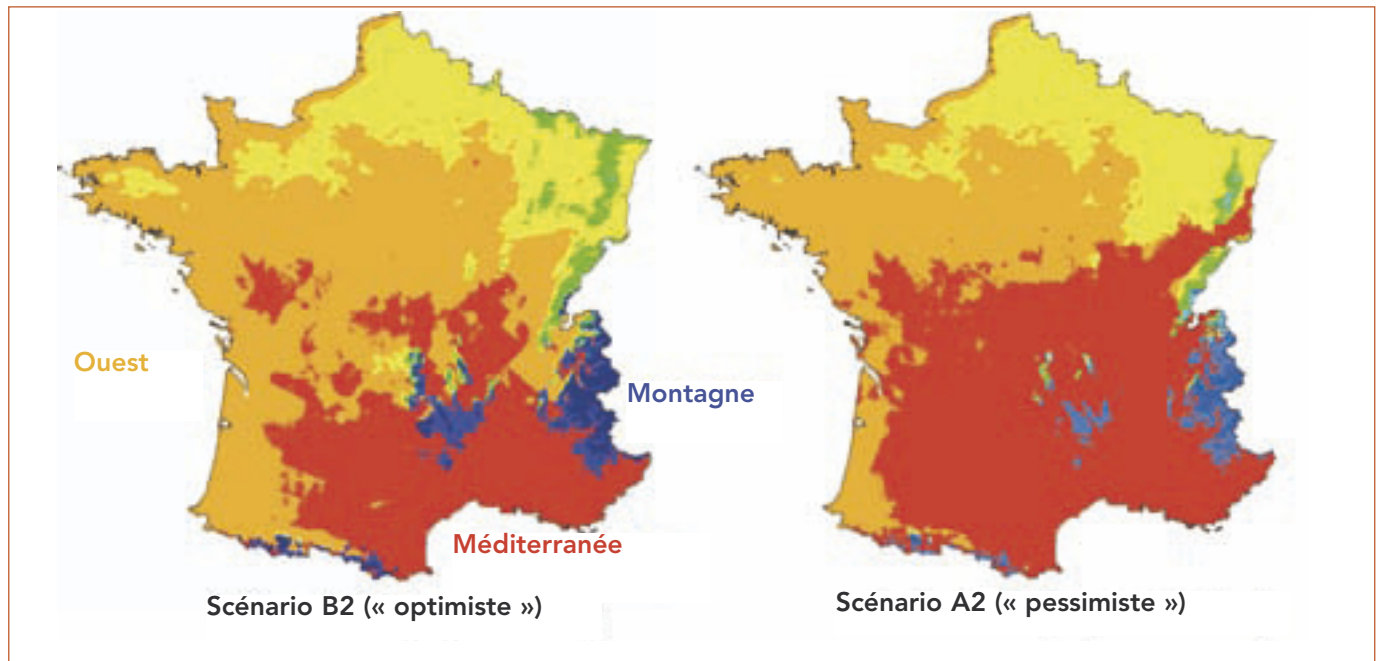 Ouest
Montagne
Méditerranée
Scénario B2 (« optimiste »)
Scénario A2 (« pessimiste »)